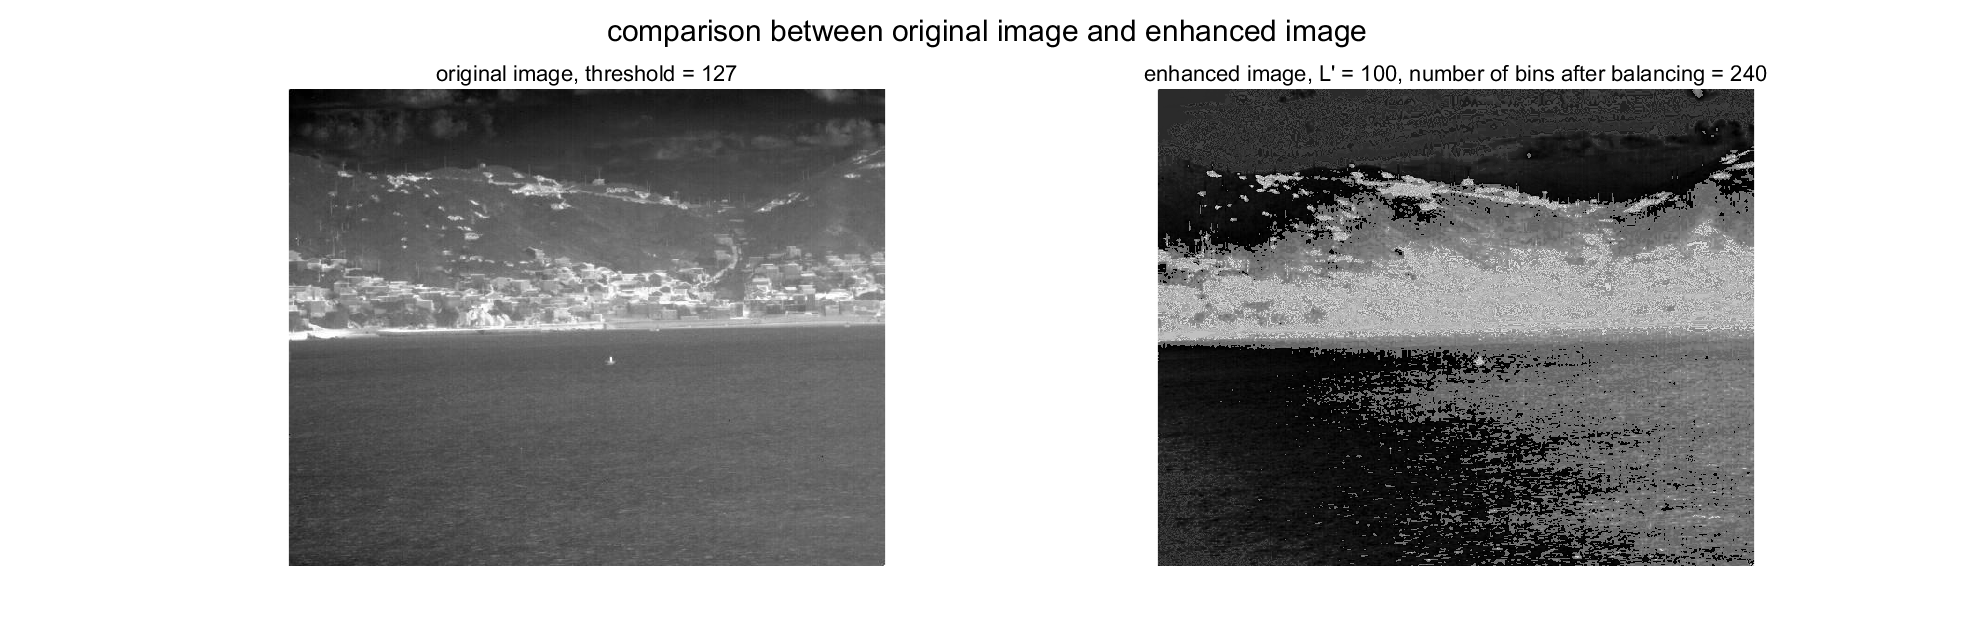 comparison between original image and enhanced image
original image, threshold = 127
enhanced image, L' = 100, number of bins after balancing = 240